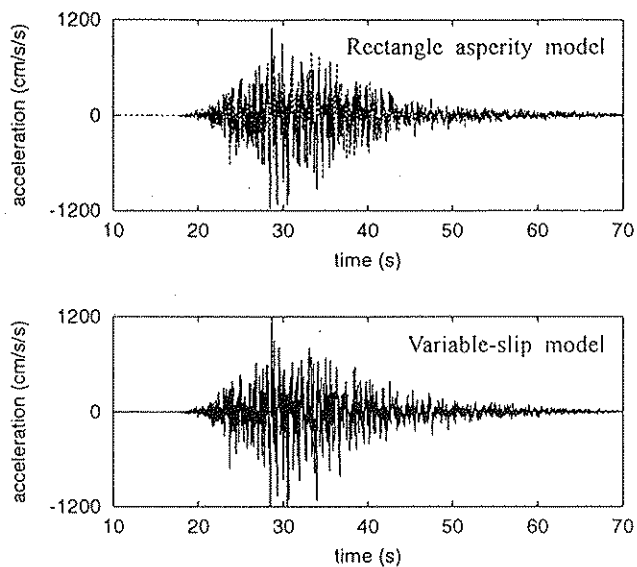 1200
Rectangle asperity model
acceleration (cm/s/s)
0
-1200
10 20 30 40 50 60 70
time (s)
1200
Variable-slip model
acceleration (cm/s/s)
0
-1200
10 20 30 40 50 60 70
time (s)